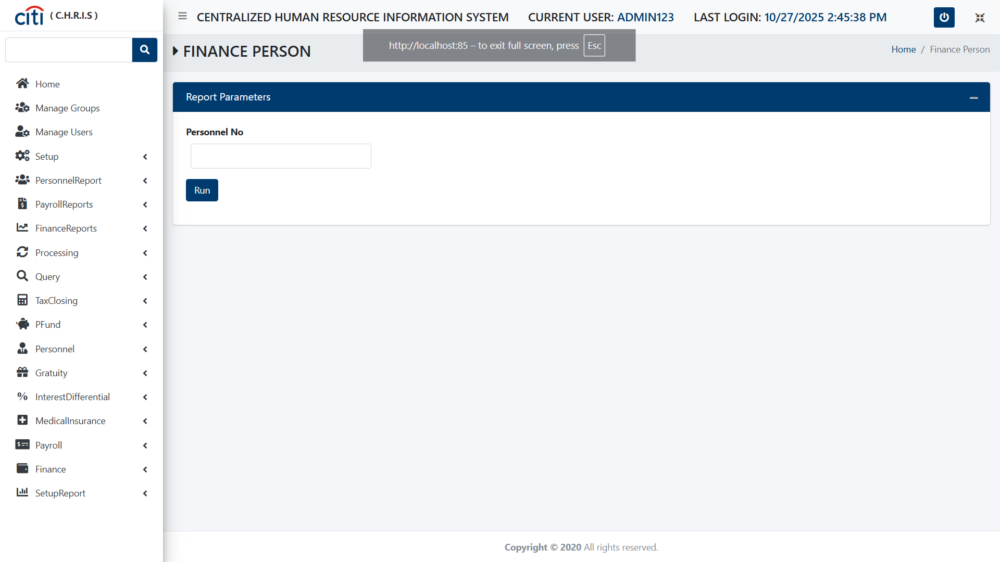 citi ( C.H.R.I.S )
CENTRALIZED HUMAN RESOURCE INFORMATION SYSTEM CURRENT USER: ADMIN123 LAST LOGIN: 10/27/2025 2:45:38 PM
http://localhost:85 – to exit full screen, press Esc
FINANCE PERSON
Home / Finance Person
Home
Manage Groups
Manage Users
Setup
PersonnelReport
PayrollReports
FinanceReports
Processing
Query
TaxClosing
PFund
Personnel
Gratuity
% InterestDifferential
MedicalInsurance
Payroll
Finance
SetupReport
Report Parameters
Personnel No
Run
Copyright © 2020 All rights reserved.